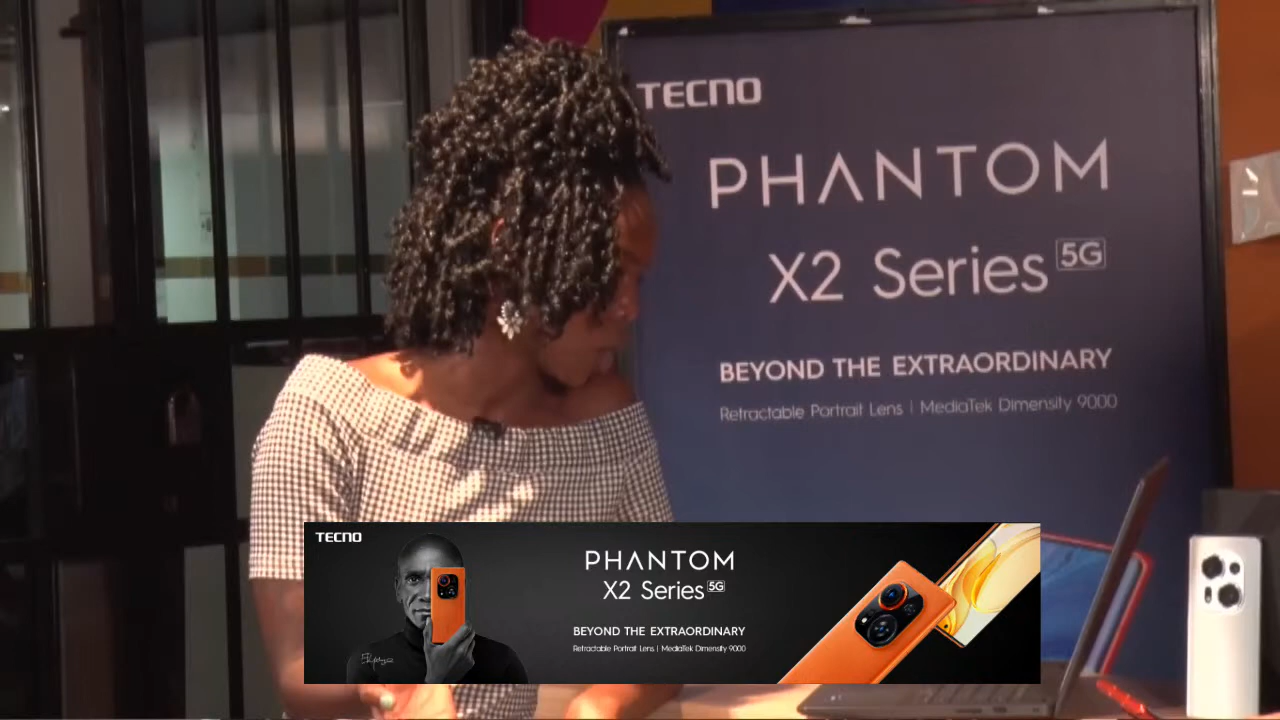 TECNO
PHANTOM
X2 Series 5G
BEYOND THE EXTRAORDINARY
Retractable Portrait Lens | MediaTek Dimensity 9000
TECNO
PHANTOM
X2 Series 5G
BEYOND THE EXTRAORDINARY
Retractable Portrait Lens | MediaTek Dimensity 9000